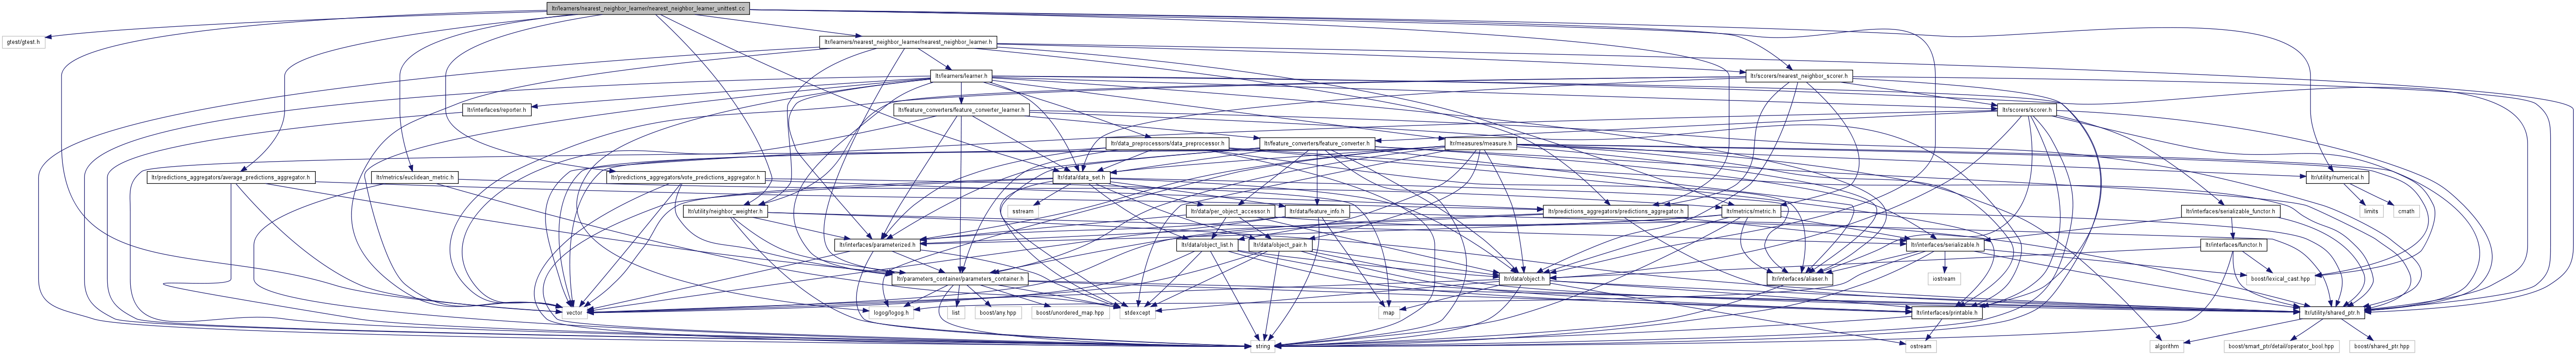 ltr/learners/nearest_neighbor_learner/nearest_neighbor_learner_unittest.cc
gtest/gtest.h
ltr/learners/nearest_neighbor_learner/nearest_neighbor_learner.h
ltr/learners/learner.h
ltr/scorers/nearest_neighbor_scorer.h
ltr/interfaces/reporter.h
ltr/feature_converters/feature_converter_learner.h
ltr/scorers/scorer.h
ltr/data_preprocessors/data_preprocessor.h
ltr/feature_converters/feature_converter.h
ltr/measures/measure.h
ltr/predictions_aggregators/average_predictions_aggregator.h
ltr/metrics/euclidean_metric.h
ltr/predictions_aggregators/vote_predictions_aggregator.h
ltr/data/data_set.h
ltr/utility/numerical.h
ltr/utility/neighbor_weighter.h
sstream
ltr/data/per_object_accessor.h
ltr/data/feature_info.h
ltr/predictions_aggregators/predictions_aggregator.h
ltr/metrics/metric.h
ltr/interfaces/serializable_functor.h
limits
cmath
ltr/interfaces/parameterized.h
ltr/data/object_list.h
ltr/data/object_pair.h
ltr/interfaces/serializable.h
ltr/interfaces/functor.h
ltr/parameters_container/parameters_container.h
ltr/data/object.h
ltr/interfaces/aliaser.h
iostream
boost/lexical_cast.hpp
vector
logog/logog.h
list
boost/any.hpp
boost/unordered_map.hpp
stdexcept
map
ltr/interfaces/printable.h
ltr/utility/shared_ptr.h
string
ostream
algorithm
boost/smart_ptr/detail/operator_bool.hpp
boost/shared_ptr.hpp